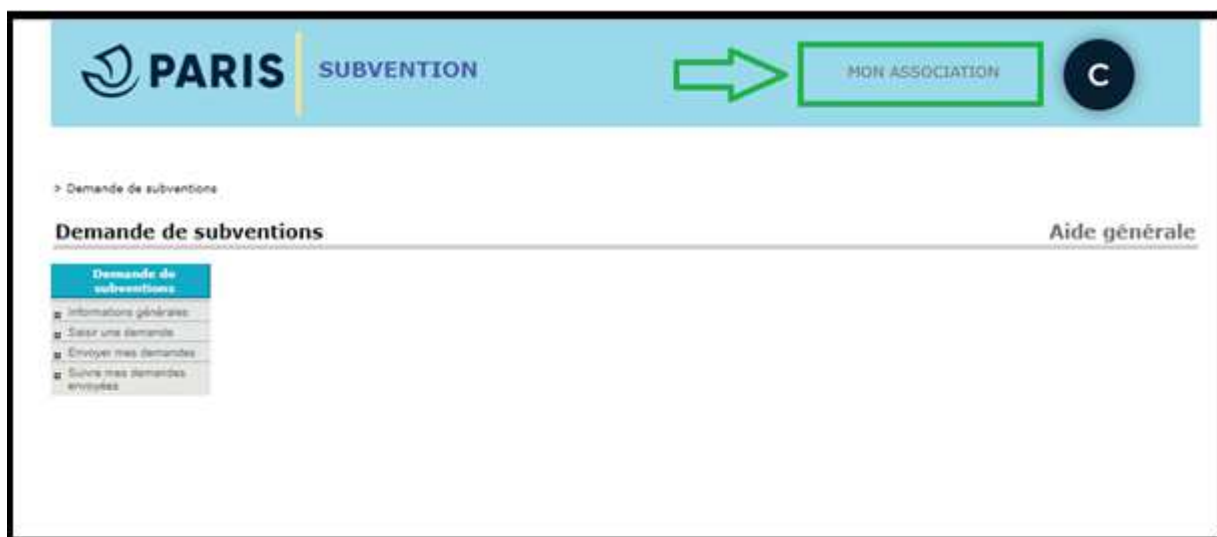 PARIS
SUBVENTION
MON ASSOCIATION
C
> Demande de subventions
Demande de subventions
Aide générale
Demande de
subventions
Informations générales
Saisir une demande
Envoyer mes demandes
Suivre mes demandes
envoyées